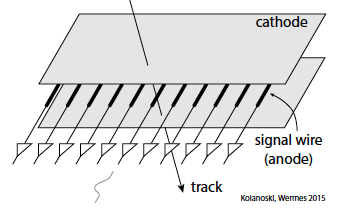 cathode
signal wire
(anode)
track
Kolanoski, Wermes 2015